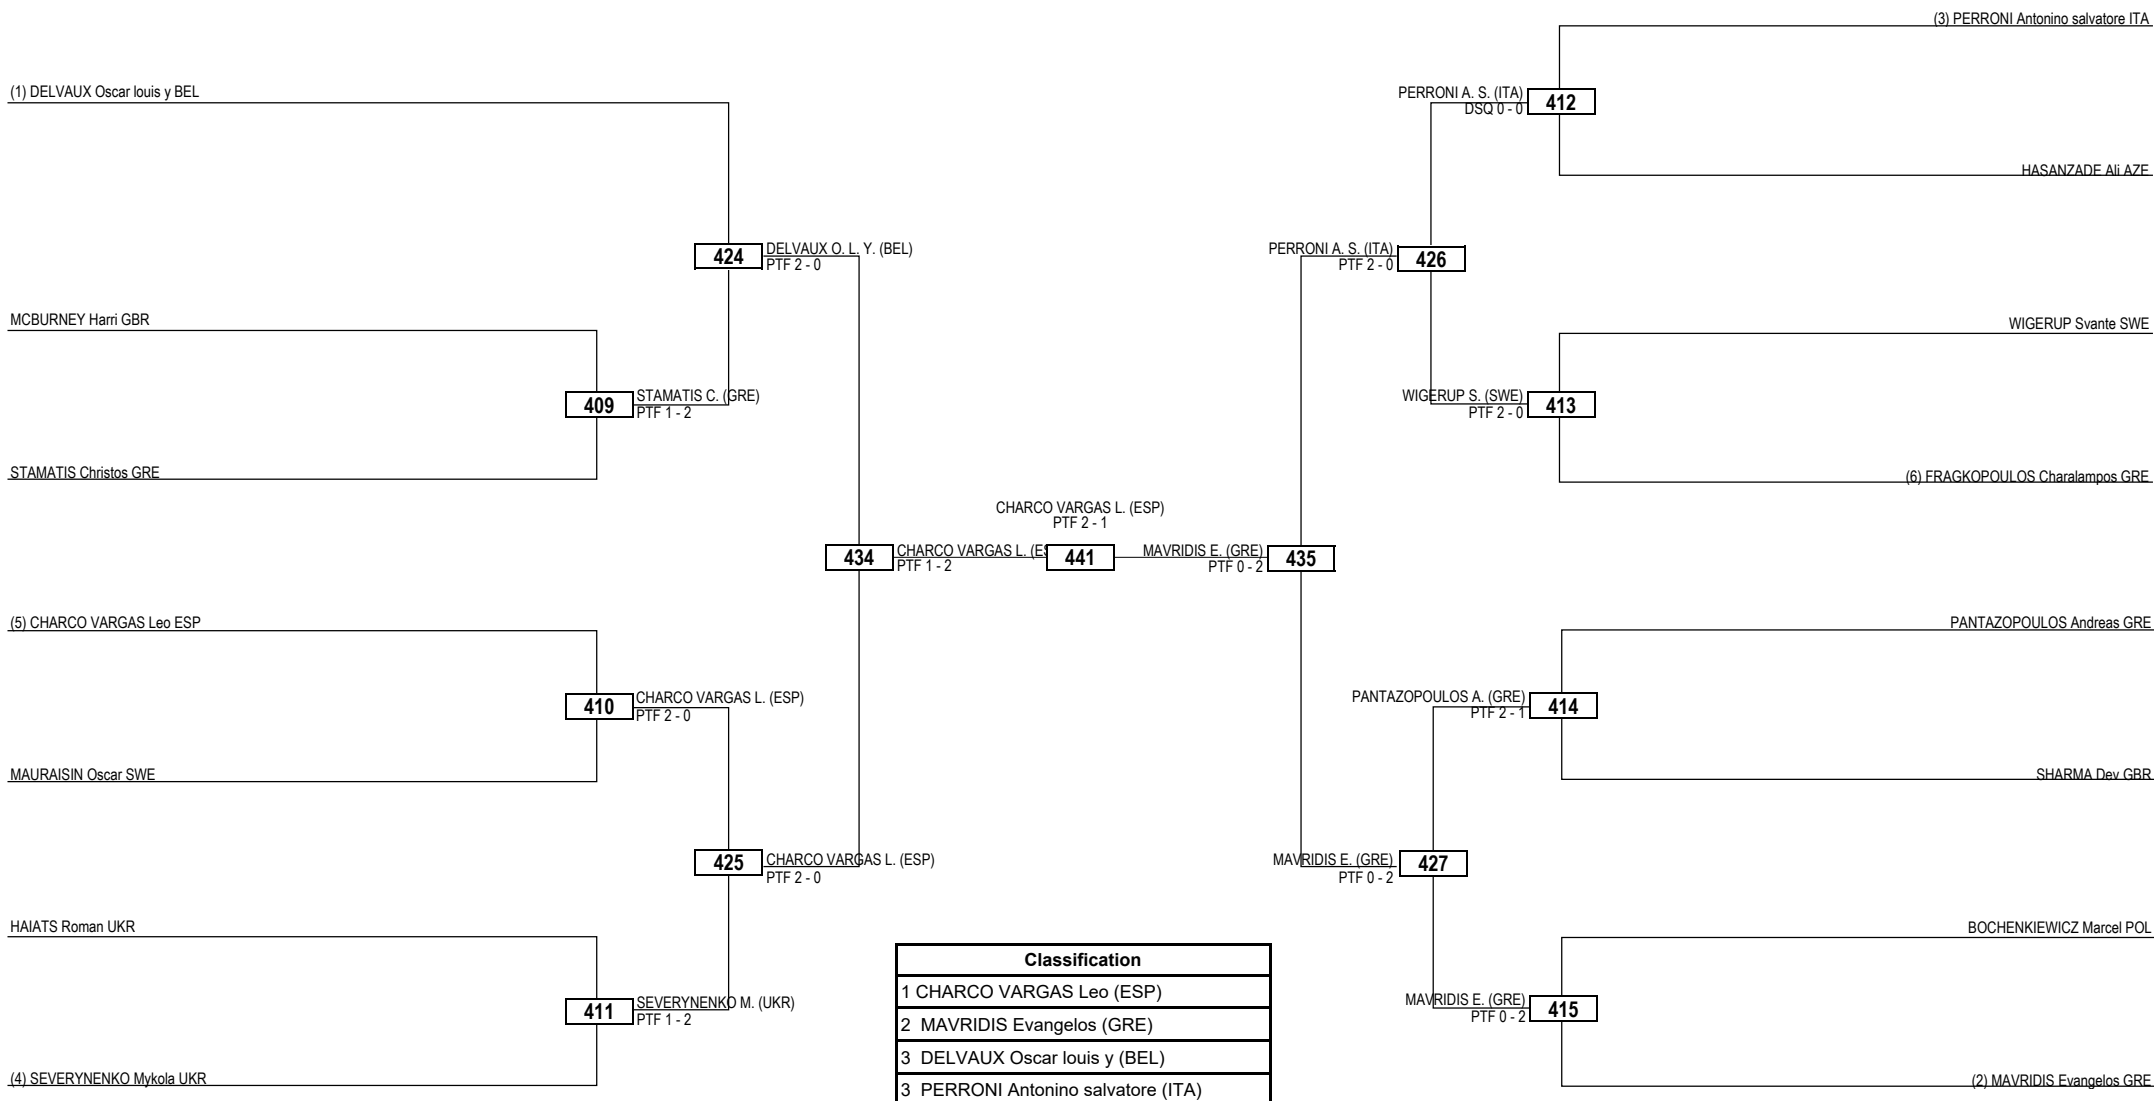 (3) PERRONI Antonino salvatore ITA
(1) DELVAUX Oscar louis y BEL
PERRONI A. S. (ITA)
DSQ 0 - 0
412
HASANZADE Ali AZE
424
DELVAUX O. L. Y. (BEL)
PTF 2 - 0
PERRONI A. S. (ITA)
PTF 2 - 0
426
MCBURNEY Harri GBR
WIGERUP Svante SWE
409
STAMATIS C. (GRE)
PTF 1 - 2
WIGERUP S. (SWE)
PTF 2 - 0
413
STAMATIS Christos GRE
(6) FRAGKOPOULOS Charalampos GRE
CHARCO VARGAS L. (ESP)
PTF 2 - 1
434
CHARCO VARGAS L. (ES
PTF 1 - 2
441
MAVRIDIS E. (GRE)
PTF 0 - 2
435
(5) CHARCO VARGAS Leo ESP
PANTAZOPOULOS Andreas GRE
410
CHARCO VARGAS L. (ESP)
PTF 2 - 0
PANTAZOPOULOS A. (GRE)
PTF 2 - 1
414
MAURAISIN Oscar SWE
SHARMA Dev GBR
425
CHARCO VARGAS L. (ESP)
PTF 2 - 0
MAVRIDIS E. (GRE)
PTF 0 - 2
427
HAIATS Roman UKR
BOCHENKIEWICZ Marcel POL
411
SEVERYNENKO M. (UKR)
PTF 1 - 2
MAVRIDIS E. (GRE)
PTF 0 - 2
415
(4) SEVERYNENKO Mykola UKR
(2) MAVRIDIS Evangelos GRE
Classification
1 CHARCO VARGAS Leo (ESP)
2 MAVRIDIS Evangelos (GRE)
3 DELVAUX Oscar louis y (BEL)
3 PERRONI Antonino salvatore (ITA)